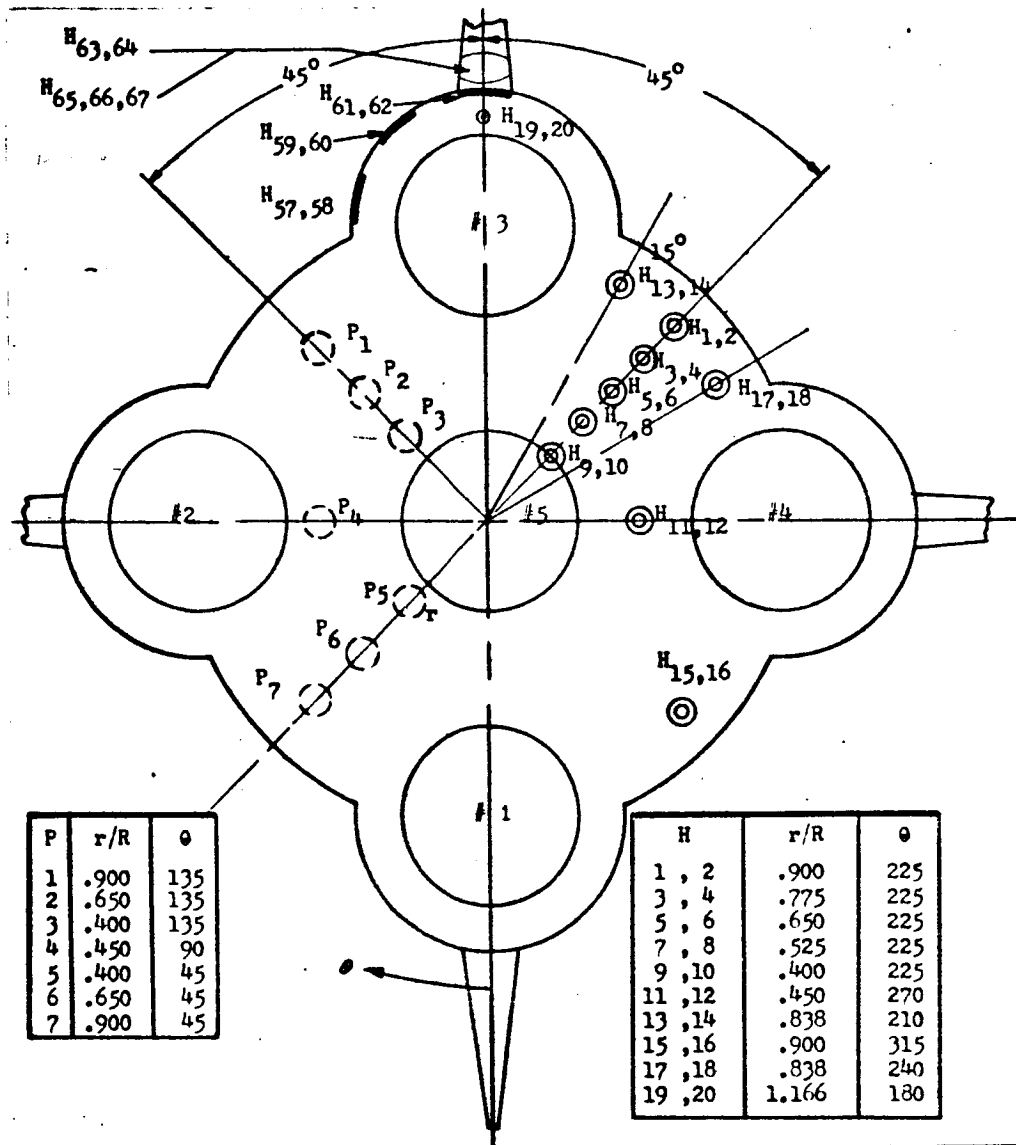 H63,64
H65,66,67
45°
45°
H61,62
H19,20
H59,60
H57,58
#3
15°
H13,14
H1,2
P1
H3,4
P2
H5,6
H17,18
P3
H7,8
H9,10
#2
P4
#5
H11,12
#4
P5
r
P6
H15,16
P7
#1
θ
P r/R θ
1 .900 135
2 .650 135
3 .400 135
4 .450 90
5 .400 45
6 .650 45
7 .900 45
H r/R θ
1 , 2 .900 225
3 , 4 .775 225
5 , 6 .650 225
7 , 8 .525 225
9 ,10 .400 225
11 ,12 .450 270
13 ,14 .838 210
15 ,16 .900 315
17 ,18 .838 240
19 ,20 1.166 180